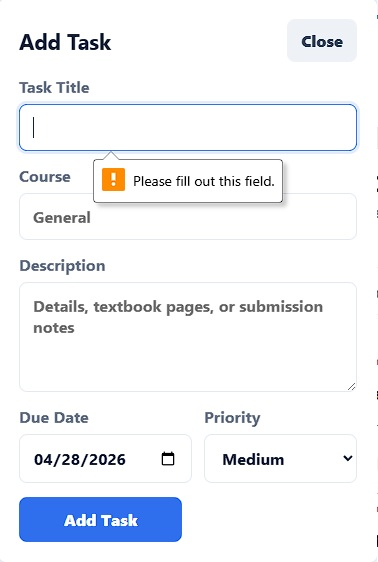 Add Task
Close
Task Title
Please fill out this field.
Course
General
Description
Details, textbook pages, or submission
notes
Due Date
Priority
04/28/2026
Medium
Add Task